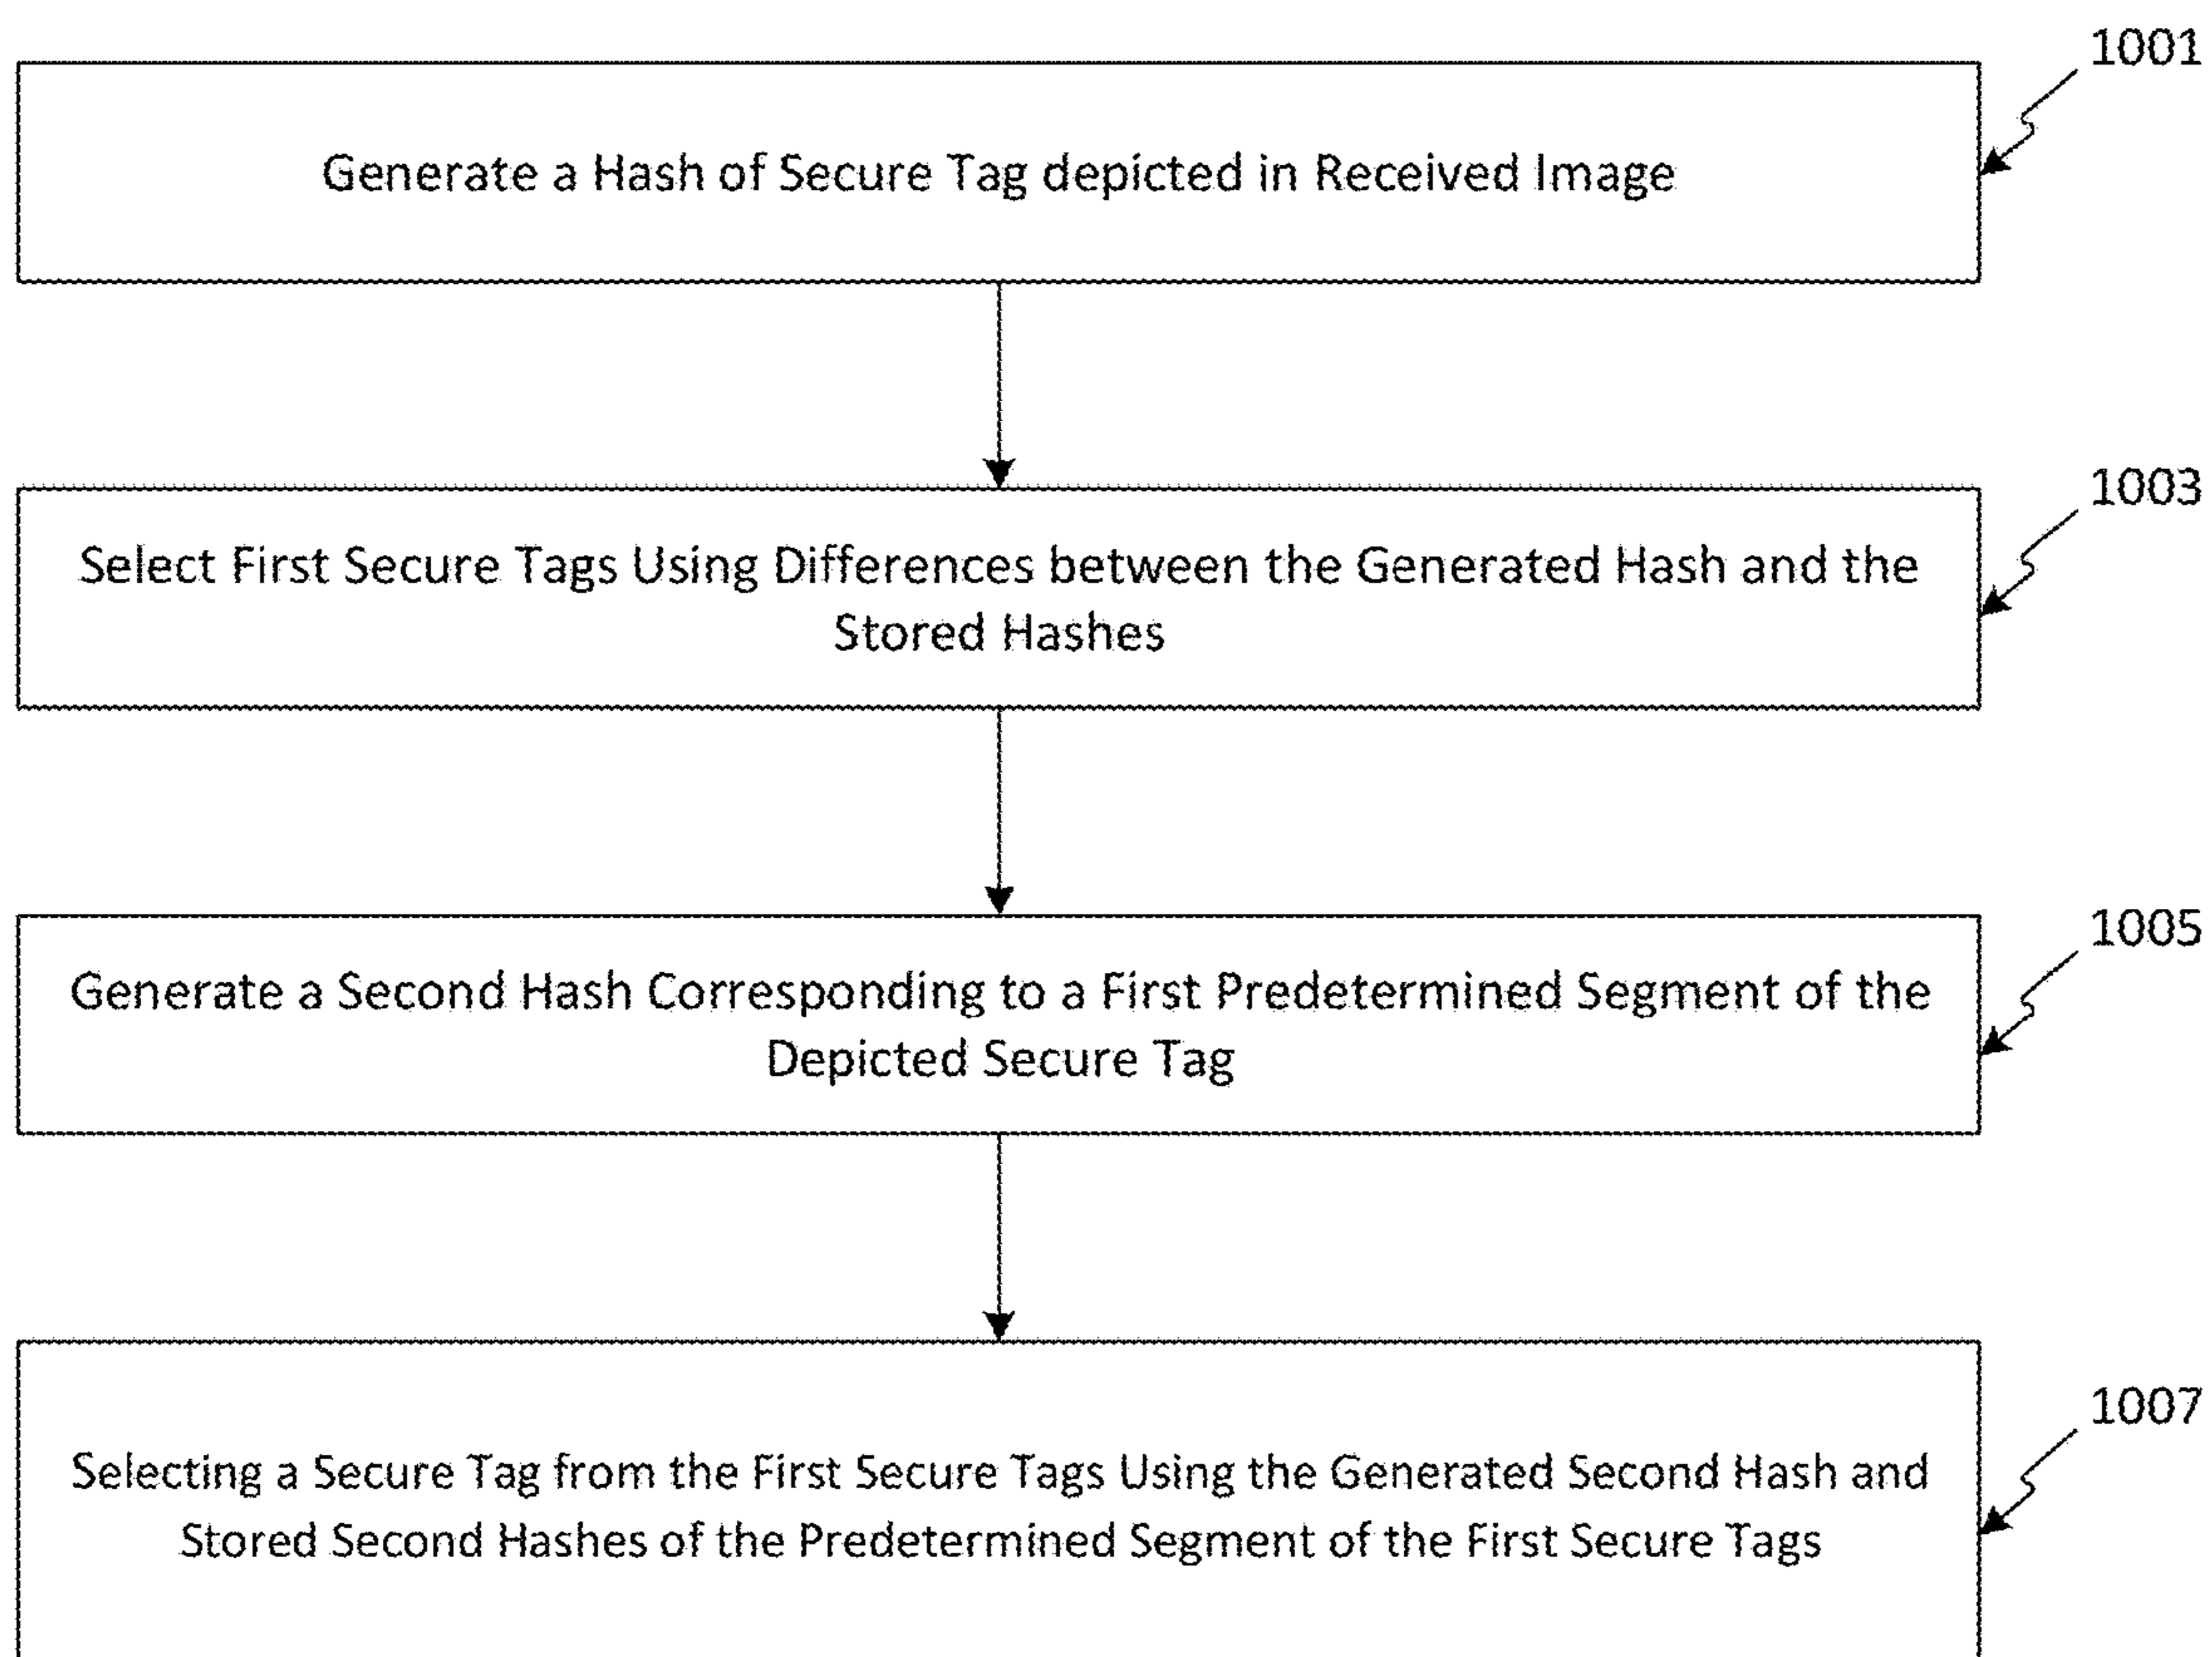 1001
Generate a Hash of Secure Tag depicted in Received Image
1003
Select First Secure Tags Using Differences between the Generated Hash and the
Stored Hashes
1005
Generate a Second Hash Corresponding to a First Predetermined Segment of the
Depicted Secure Tag
1007
Selecting a Secure Tag from the First Secure Tags Using the Generated Second Hash and
Stored Second Hashes of the Predetermined Segment of the First Secure Tags